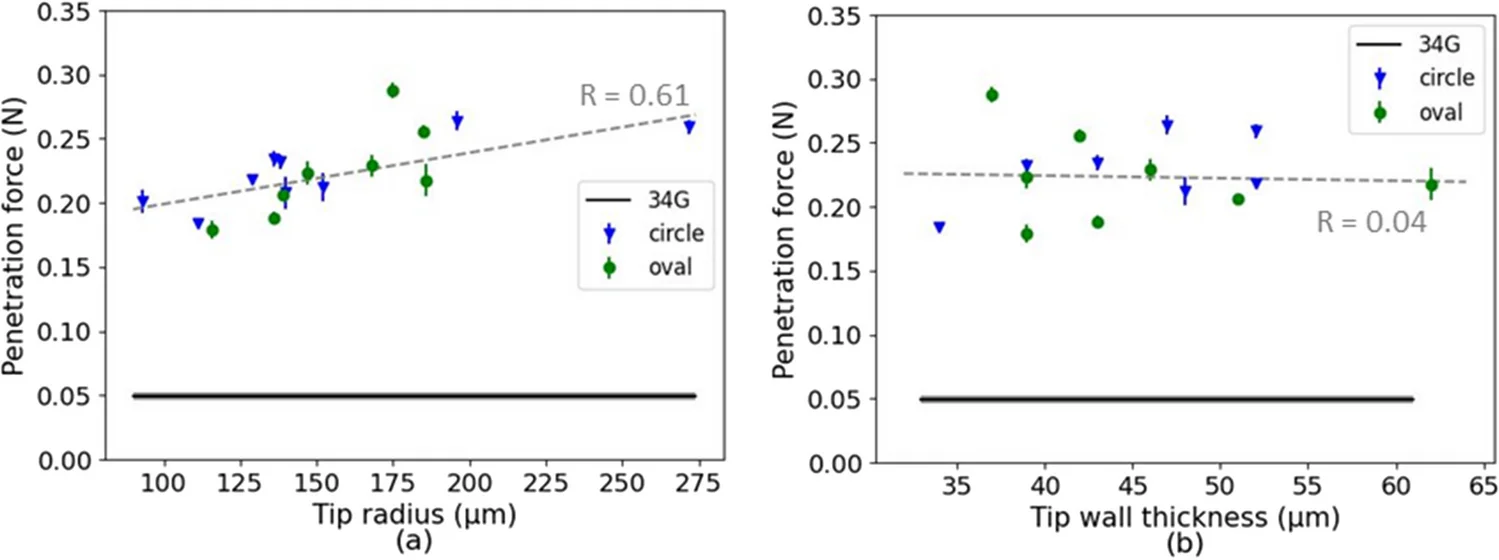 0.35
0.30
0.25
0.20
0.15
0.10
0.05
0.00
Penetration force (N)
R = 0.61
34G
circle
oval
100 125 150 175 200 225 250 275
Tip radius (μm)
(a)
0.35
0.30
0.25
0.20
0.15
0.10
0.05
0.00
Penetration force (N)
34G
circle
oval
R = 0.04
35 40 45 50 55 60 65
Tip wall thickness (μm)
(b)